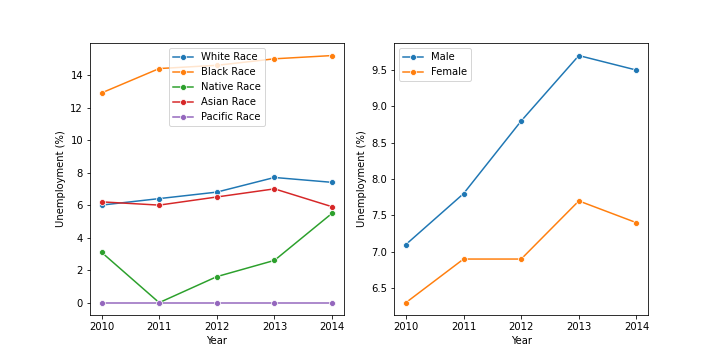 White Race
Black Race
Native Race
Asian Race
Pacific Race
Unemployment (%)
14
12
10
8
6
4
2
0
2010 2011 2012 2013 2014
Year
Male
Female
Unemployment (%)
9.5
9.0
8.5
8.0
7.5
7.0
6.5
2010 2011 2012 2013 2014
Year